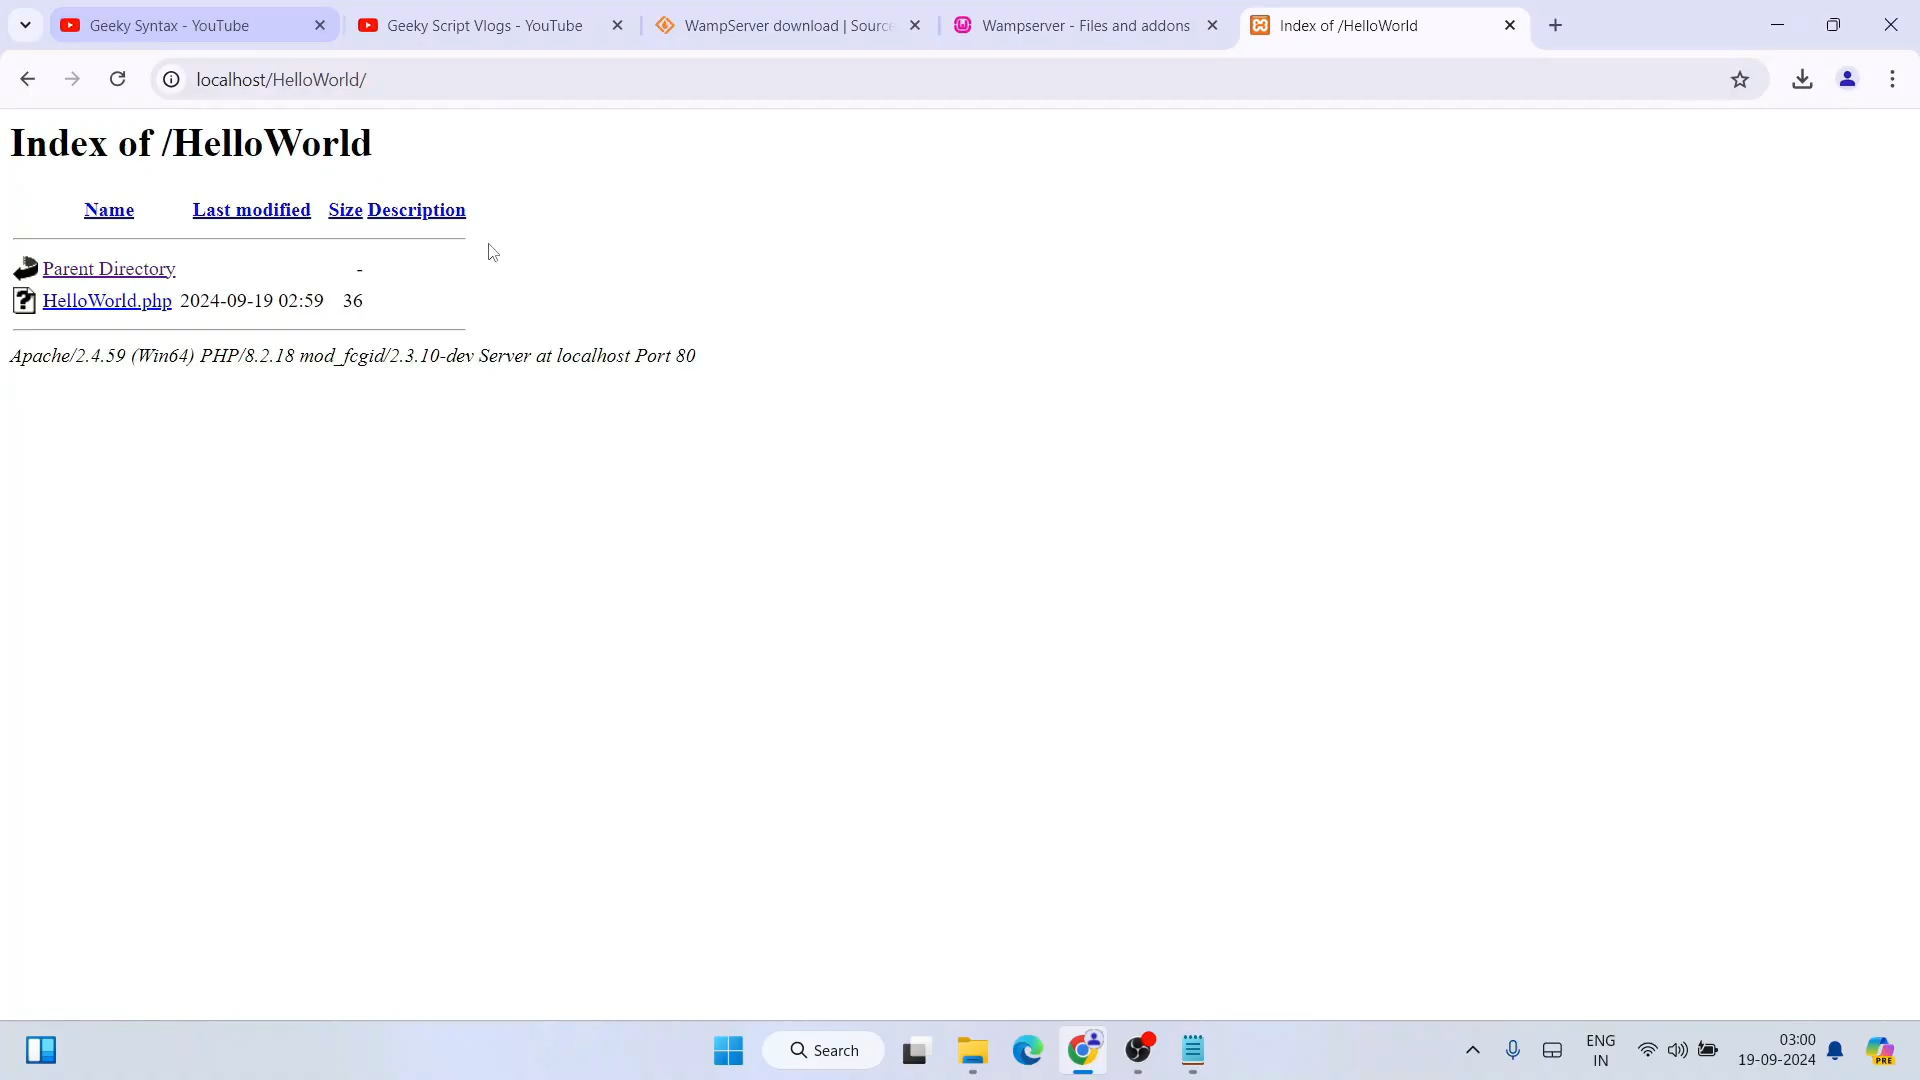 Geeky Syntax - YouTube
Geeky Script Vlogs - YouTube
WampServer download | Source
Wampserver - Files and addons
Index of /HelloWorld
localhost/HelloWorld/
Index of /HelloWorld
Name Last modified Size Description
Parent Directory -
HelloWorld.php 2024-09-19 02:59 36
Apache/2.4.59 (Win64) PHP/8.2.18 mod_fcgid/2.3.10-dev Server at localhost Port 80
Search
ENG
IN
03:00
19-09-2024
PRE